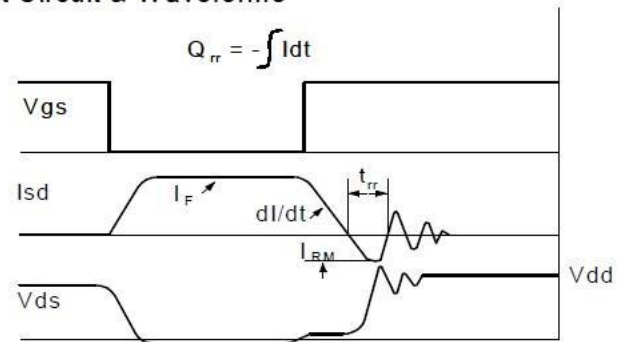 Circuit & Waveforms
Q rr = -∫ Idt
Vgs
Isd
I F
dI/dt
t rr
I RM
Vds
Vdd